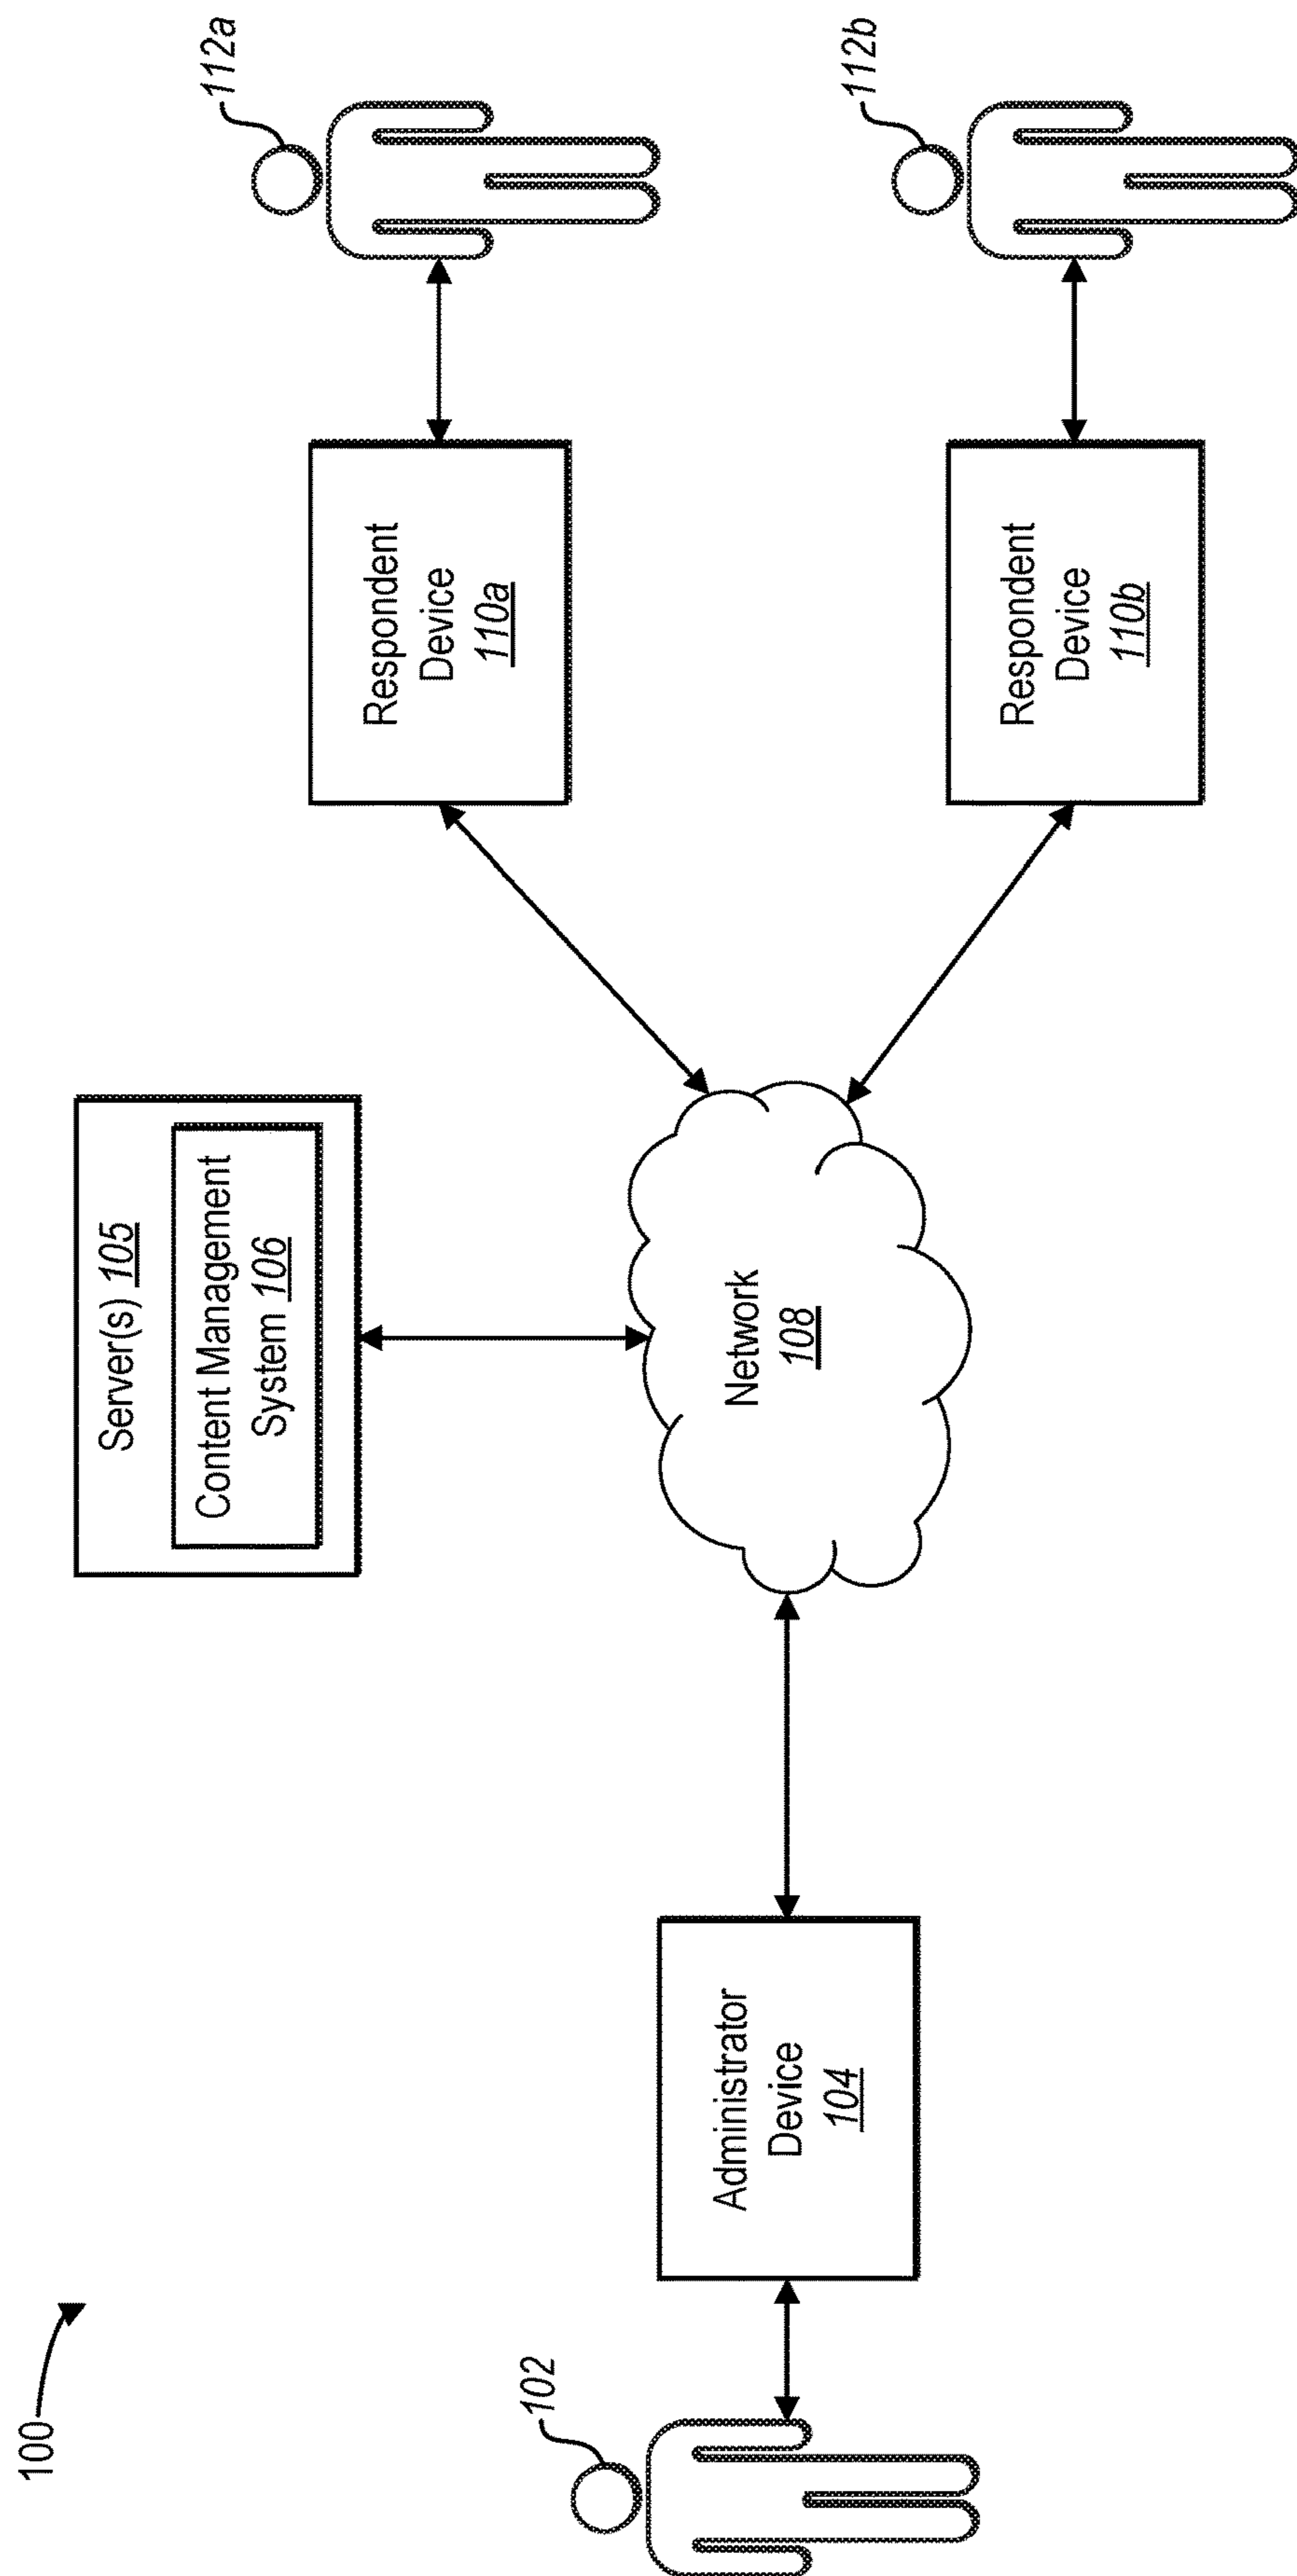 100
Server(s) 105
Content Management
System 106
112a
Respondent
Device
110a
102
Administrator
Device
104
Network
108
112b
Respondent
Device
110b